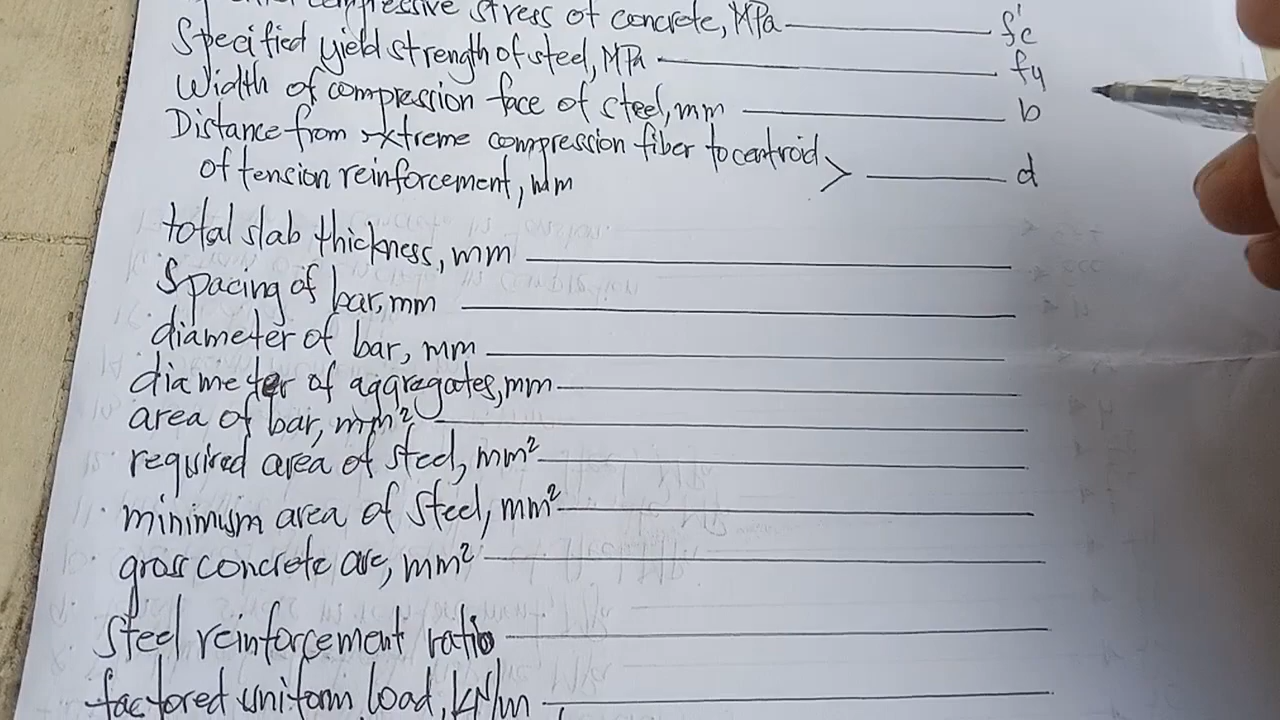 compressive stress of concrete, MPa f'c
Specified yield strength of steel, MPa fy
Width of compression face of steel, mm b
Distance from extreme compression fiber to centroid
of tension reinforcement, mm > d
total slab thickness, mm
Spacing of bar, mm
diameter of bar, mm
diameter of aggregates, mm
area of bar, mm²
required area of steel, mm²
minimum area of steel, mm²
gross concrete are, mm²
Steel reinforcement ratio
factored uniform load, kN/m